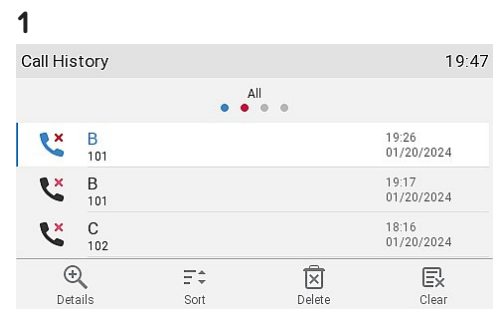 1
Call History 19:47
All
B 19:26
101 01/20/2024
B 19:17
101 01/20/2024
C 18:16
102 01/20/2024
Details Sort Delete Clear